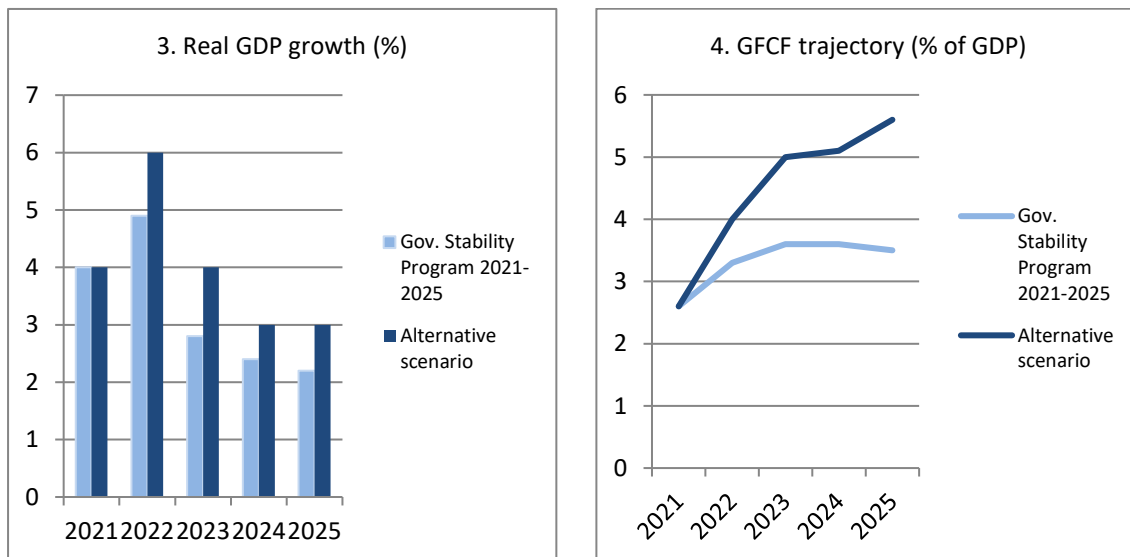 3. Real GDP growth (%)
7
6
5
4
3
2
1
0
2021 2022 2023 2024 2025
Gov. Stability
Program 2021-
2025
Alternative
scenario
4. GFCF trajectory (% of GDP)
6
5
4
3
2
1
0
2021
2022
2023
2024
2025
Gov.
Stability
Program
2021-2025
Alternative
scenario